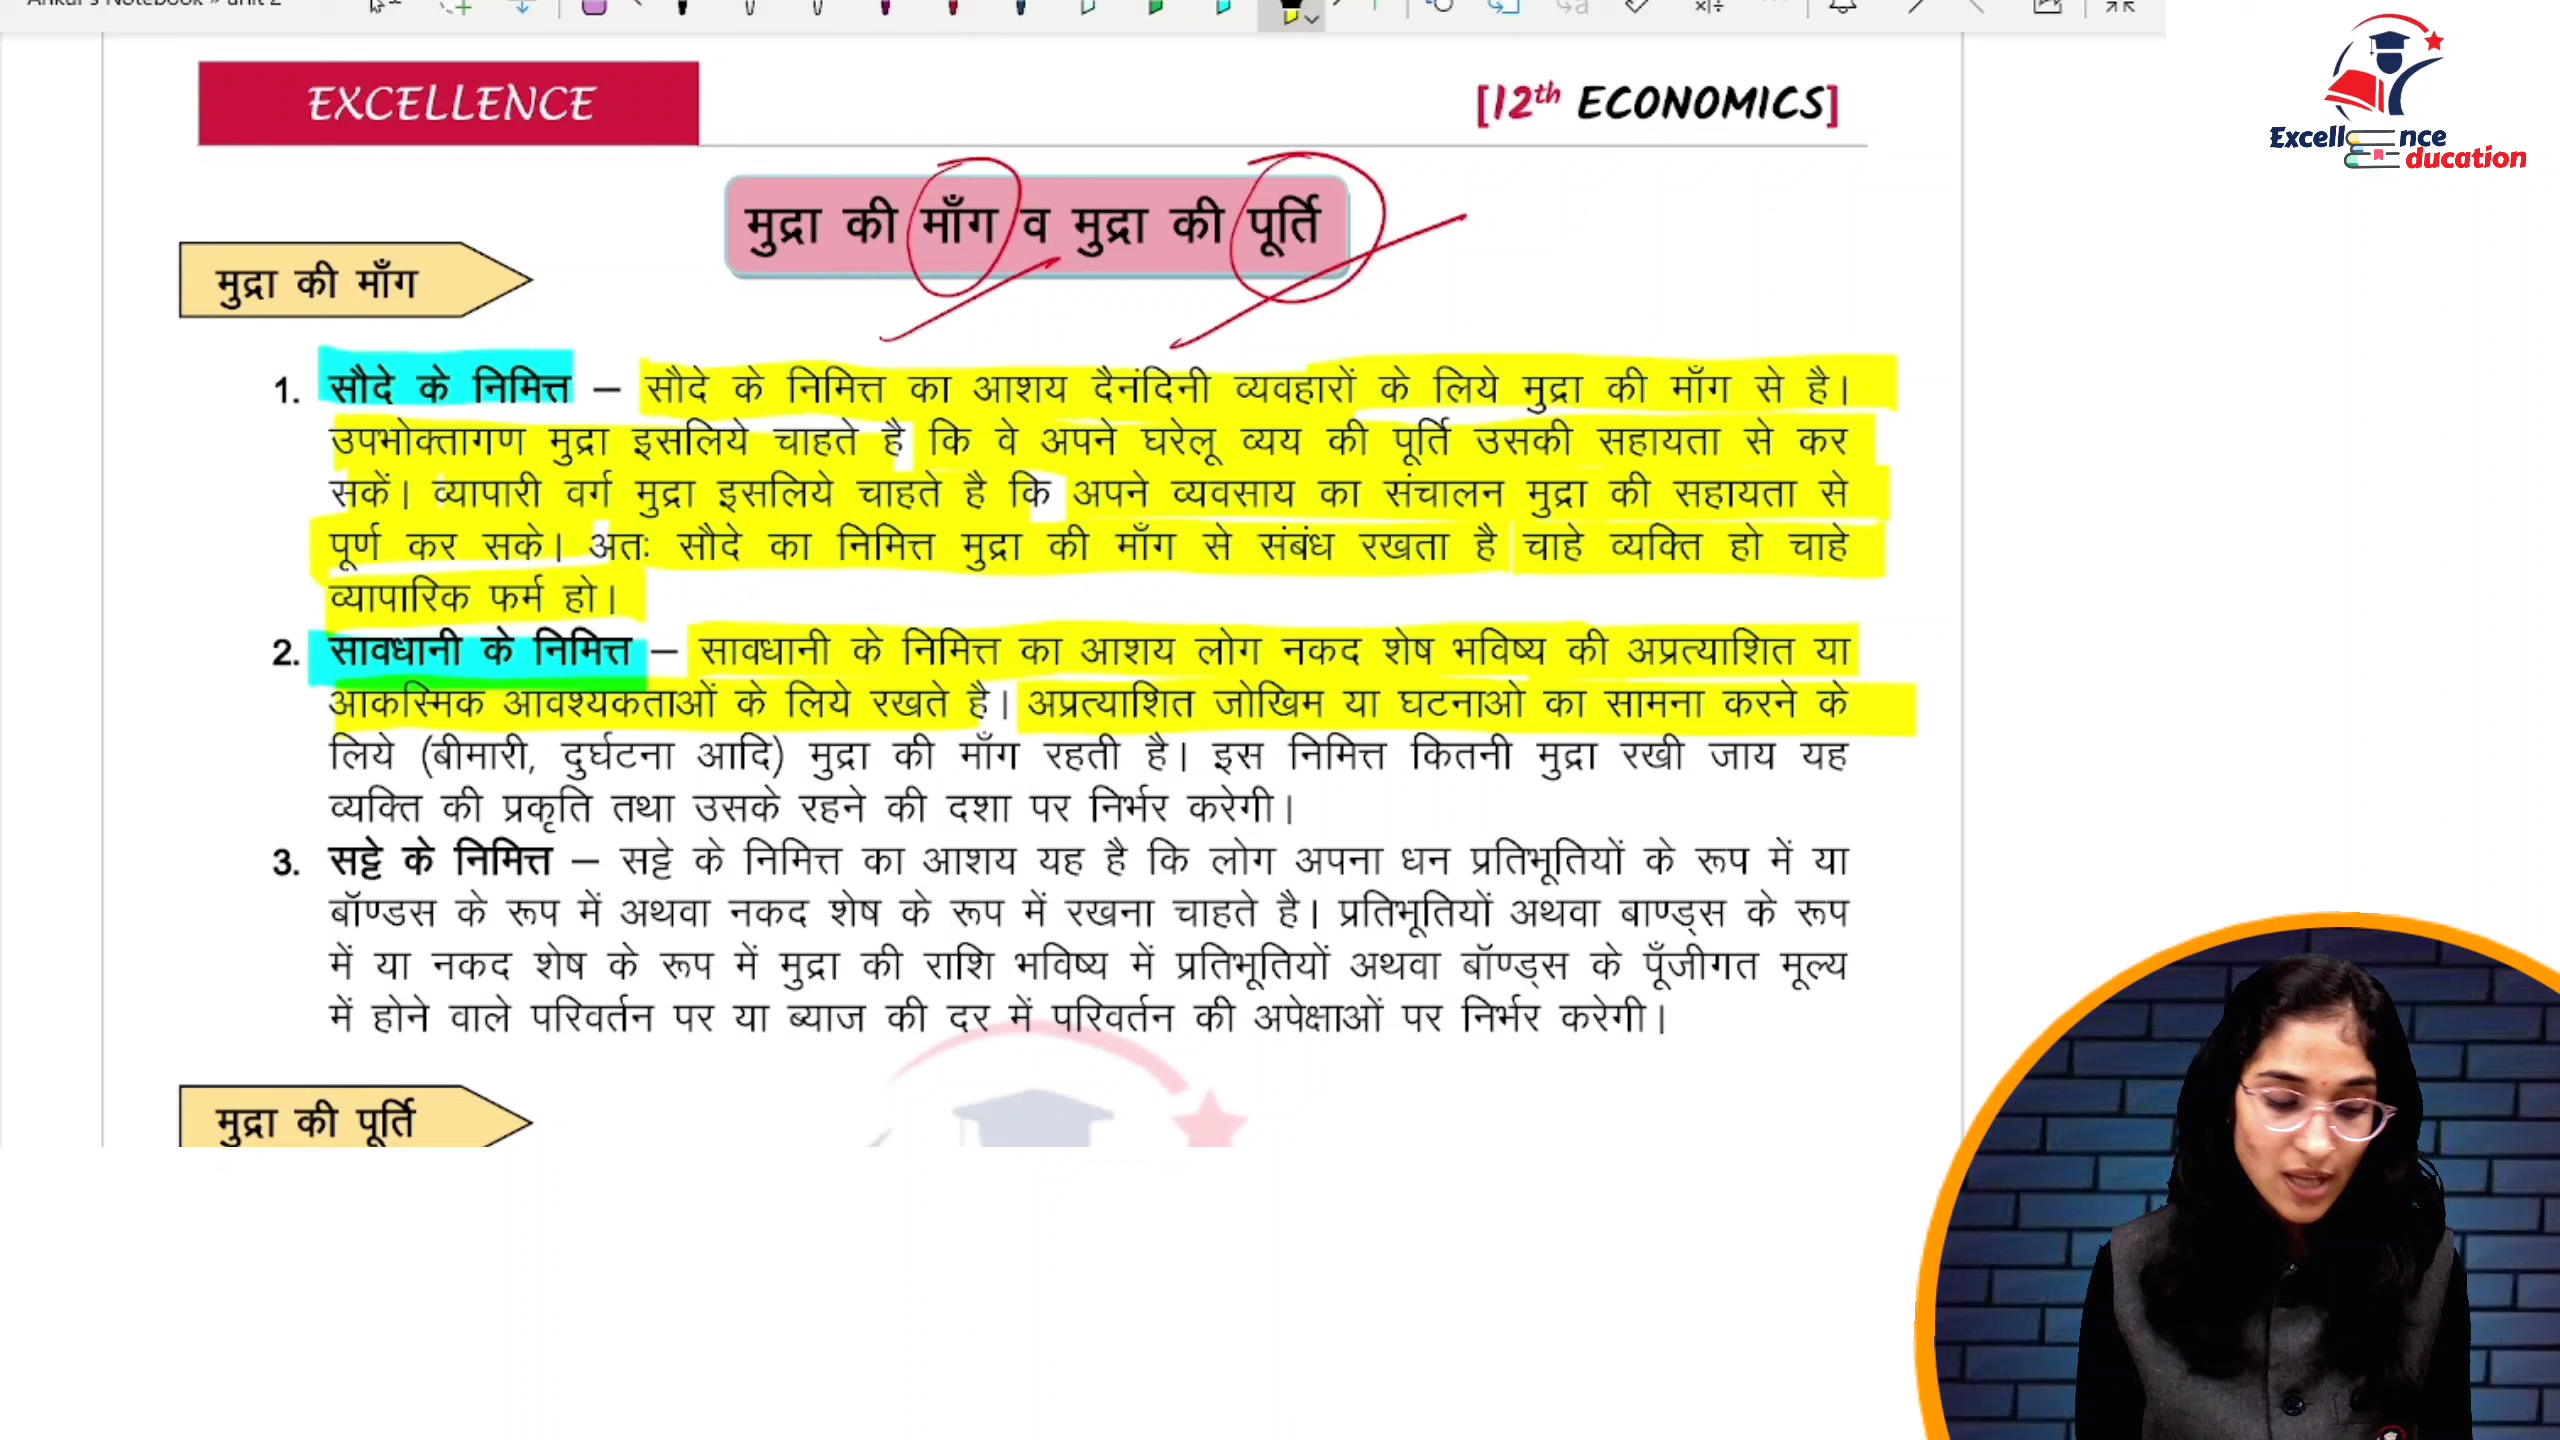 EXCELLENCE
[12th ECONOMICS]
Excellence
Education
मुद्रा की माँग व मुद्रा की पूर्ति
मुद्रा की माँग
1. सौदे के निमित्त – सौदे के निमित्त का आशय दैनंदिनी व्यवहारों के लिये मुद्रा की माँग से है।
उपभोक्तागण मुद्रा इसलिये चाहते है कि वे अपने घरेलू व्यय की पूर्ति उसकी सहायता से कर
सकें। व्यापारी वर्ग मुद्रा इसलिये चाहते है कि अपने व्यवसाय का संचालन मुद्रा की सहायता से
पूर्ण कर सके। अतः सौदे का निमित्त मुद्रा की माँग से संबंध रखता है चाहे व्यक्ति हो चाहे
व्यापारिक फर्म हो।
2. सावधानी के निमित्त – सावधानी के निमित्त का आशय लोग नकद शेष भविष्य की अप्रत्याशित या
आकस्मिक आवश्यकताओं के लिये रखते है। अप्रत्याशित जोखिम या घटनाओ का सामना करने के
लिये (बीमारी, दुर्घटना आदि) मुद्रा की माँग रहती है। इस निमित्त कितनी मुद्रा रखी जाय यह
व्यक्ति की प्रकृति तथा उसके रहने की दशा पर निर्भर करेगी।
3. सट्टे के निमित्त – सट्टे के निमित्त का आशय यह है कि लोग अपना धन प्रतिभूतियों के रूप में या
बॉण्डस के रूप में अथवा नकद शेष के रूप में रखना चाहते है। प्रतिभूतियों अथवा बाण्ड्स के रूप
में या नकद शेष के रूप में मुद्रा की राशि भविष्य में प्रतिभूतियों अथवा बॉण्ड्स के पूँजीगत मूल्य
में होने वाले परिवर्तन पर या ब्याज की दर में परिवर्तन की अपेक्षाओं पर निर्भर करेगी।
मुद्रा की पूर्ति